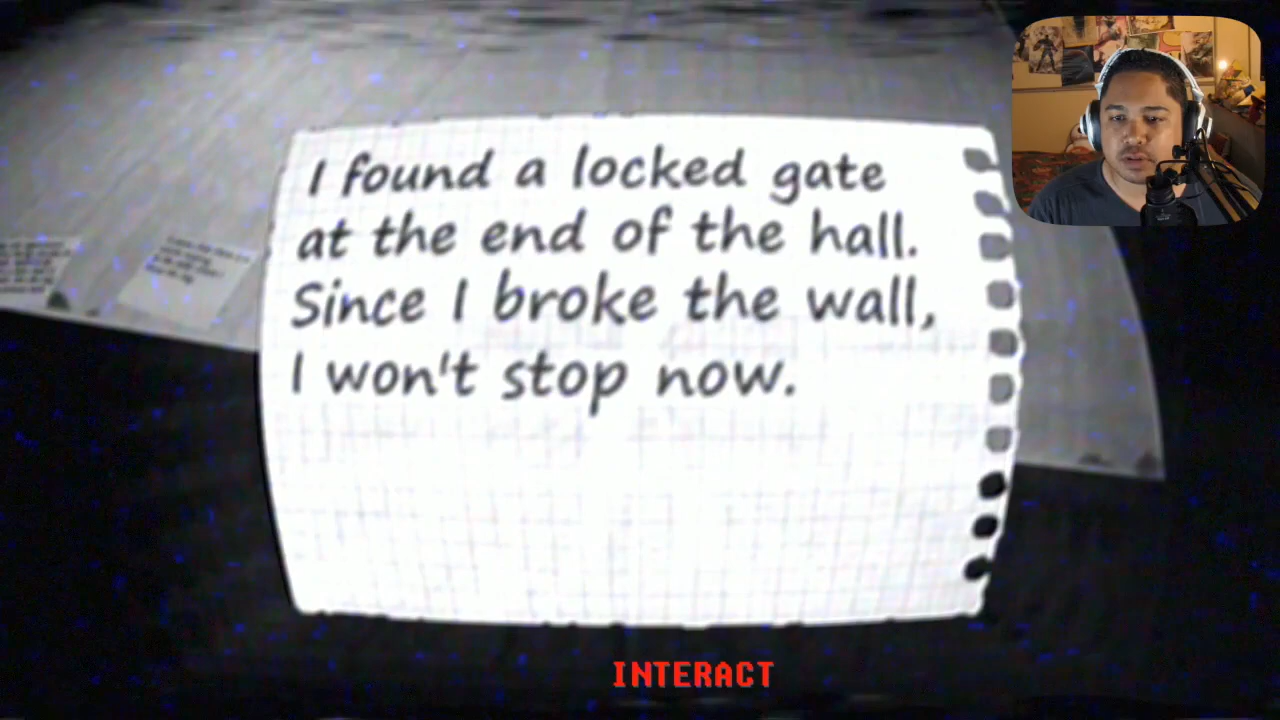 I found a locked gate
at the end of the hall.
Since I broke the wall,
I won't stop now.
INTERACT